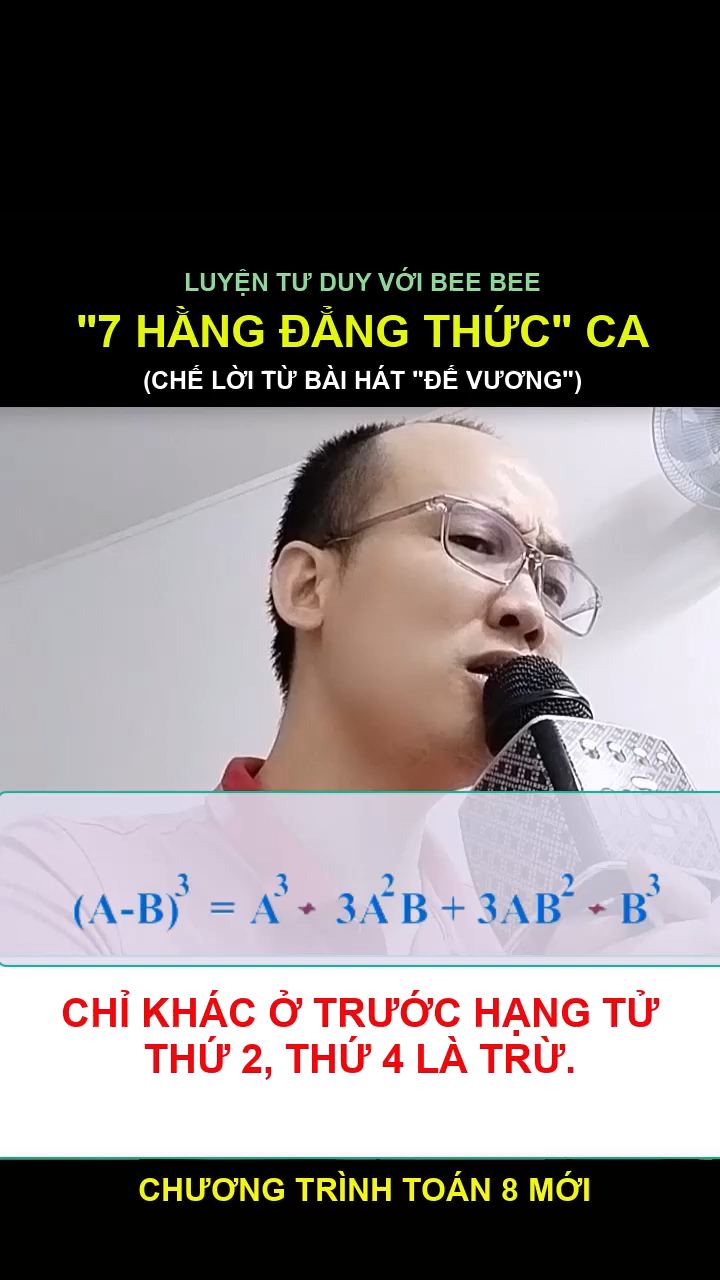 LUYỆN TƯ DUY VỚI BEE BEE
"7 HẰNG ĐẲNG THỨC" CA
(CHẾ LỜI TỪ BÀI HÁT "ĐẾ VƯƠNG")
(A-B)³ = A³ - 3A²B + 3AB² - B³
CHỈ KHÁC Ở TRƯỚC HẠNG TỬ
THỨ 2, THỨ 4 LÀ TRỪ.
CHƯƠNG TRÌNH TOÁN 8 MỚI